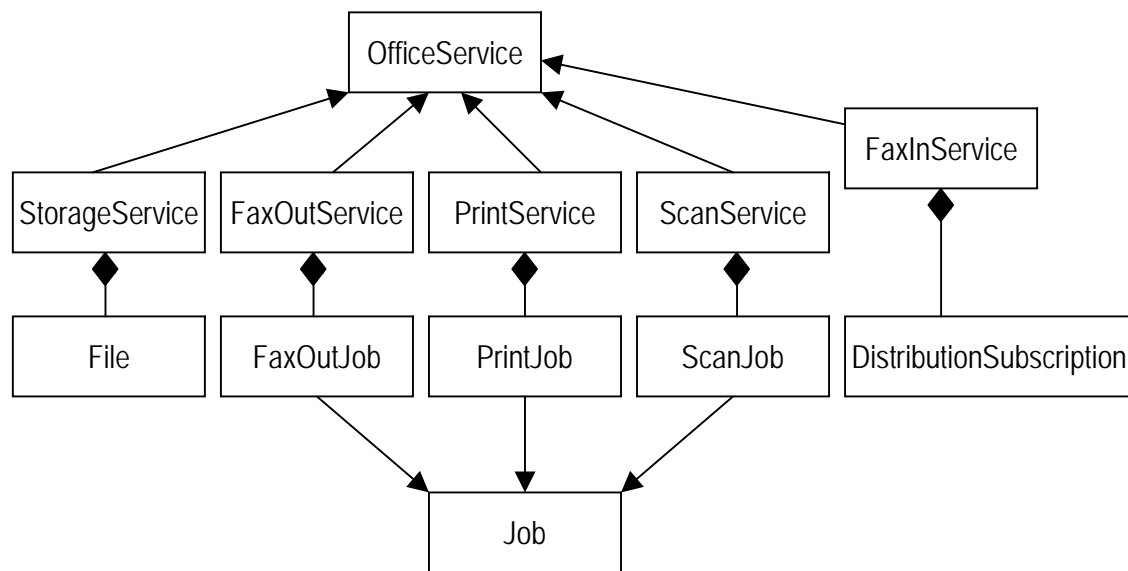 OfficeService
FaxInService
StorageService
FaxOutService
PrintService
ScanService
File
FaxOutJob
PrintJob
ScanJob
DistributionSubscription
Job